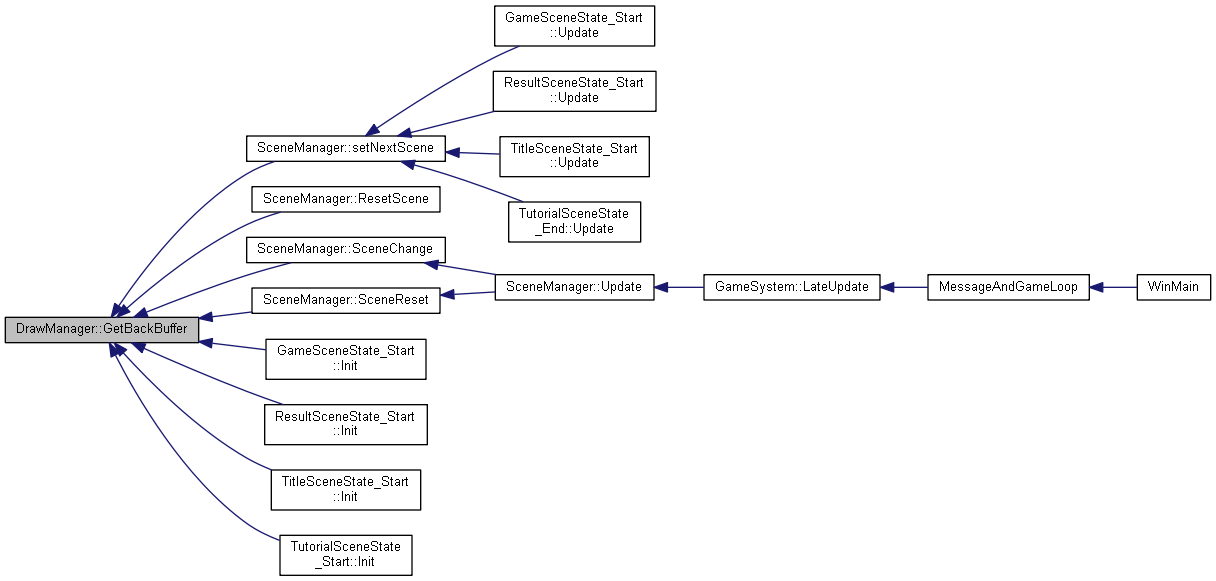 GameSceneState_Start
::Update
ResultSceneState_Start
::Update
SceneManager::setNextScene
TitleSceneState_Start
::Update
SceneManager::ResetScene
TutorialSceneState
_End::Update
SceneManager::SceneChange
SceneManager::SceneReset
SceneManager::Update
GameSystem::LateUpdate
MessageAndGameLoop
WinMain
DrawManager::GetBackBuffer
GameSceneState_Start
::Init
ResultSceneState_Start
::Init
TitleSceneState_Start
::Init
TutorialSceneState
_Start::Init